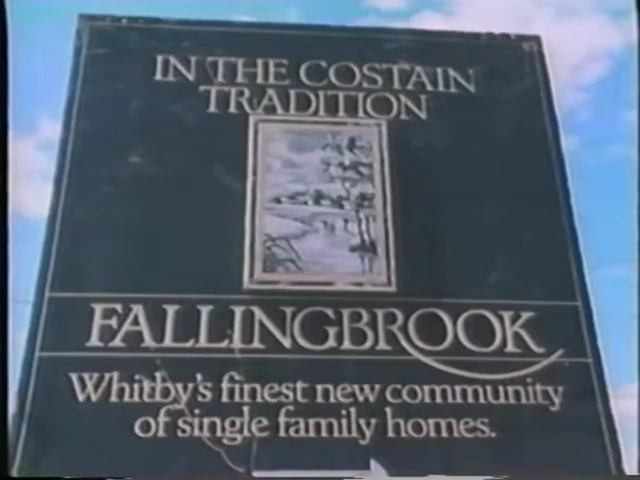 IN THE COSTAIN
TRADITION
FALLINGBROOK
Whitby's finest new community
of single family homes.